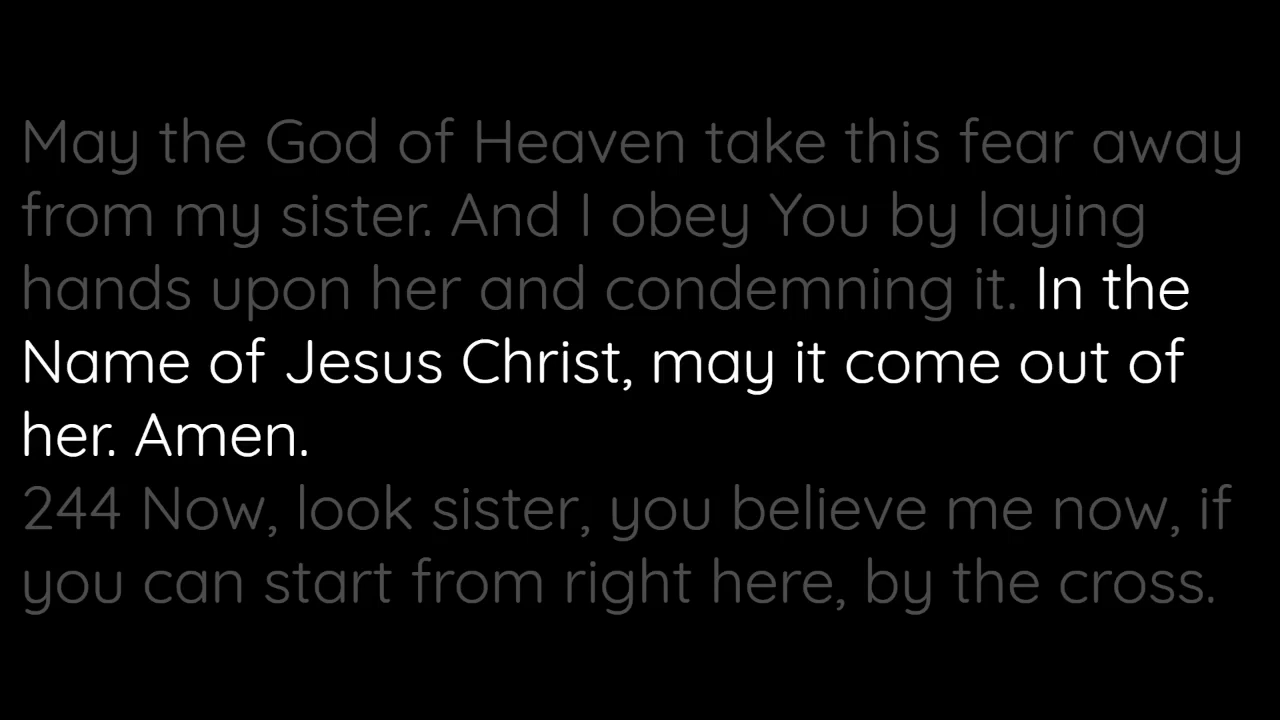 May the God of Heaven take this fear away
from my sister. And I obey You by laying
hands upon her and condemning it. In the
Name of Jesus Christ, may it come out of
her. Amen.
244 Now, look sister, you believe me now, if
you can start from right here, by the cross.